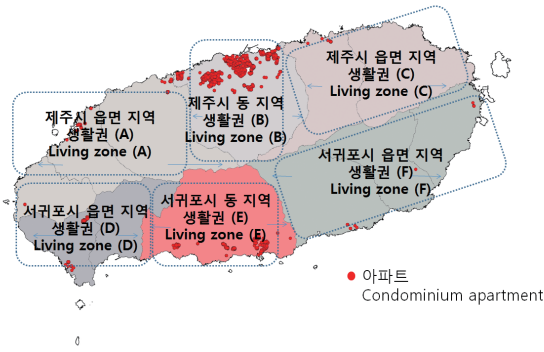 제주시 읍면 지역
생활권 (A)
Living zone (A)
제주시 동 지역
생활권 (B)
Living zone (B)
제주시 읍면 지역
생활권 (C)
Living zone (C)
서귀포시 읍면 지역
생활권 (D)
Living zone (D)
서귀포시 동 지역
생활권 (E)
Living zone (E)
서귀포시 읍면 지역
생활권 (F)
Living zone (F)
아파트
Condominium apartment